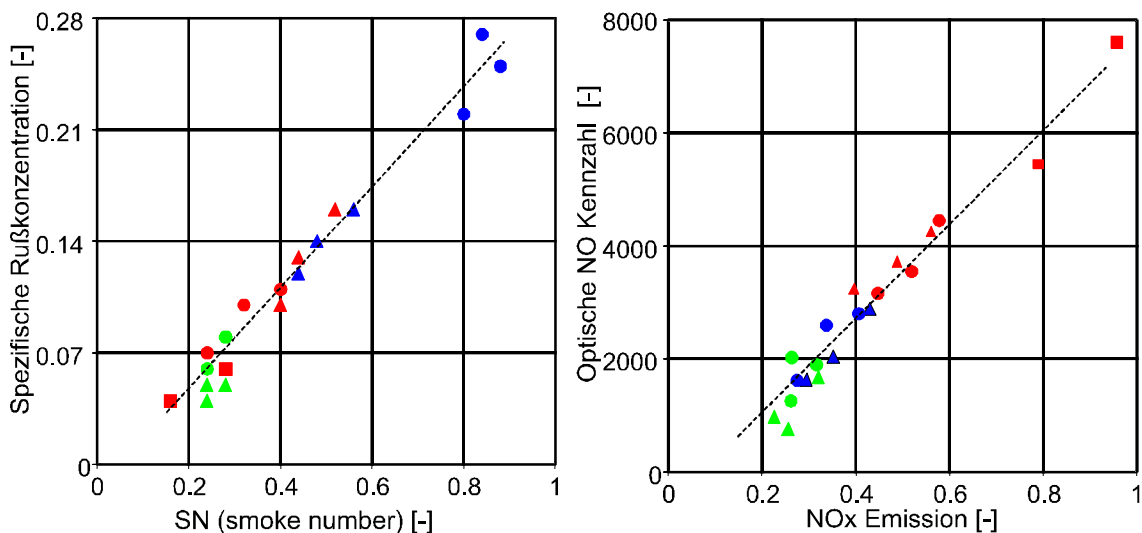 Spezifische Rußkonzentration [-]
0.28
0.21
0.14
0.07
0
0 0.2 0.4 0.6 0.8 1
SN (smoke number) [-]
Optische NO Kennzahl [-]
8000
6000
4000
2000
0
0 0.2 0.4 0.6 0.8 1
NOx Emission [-]